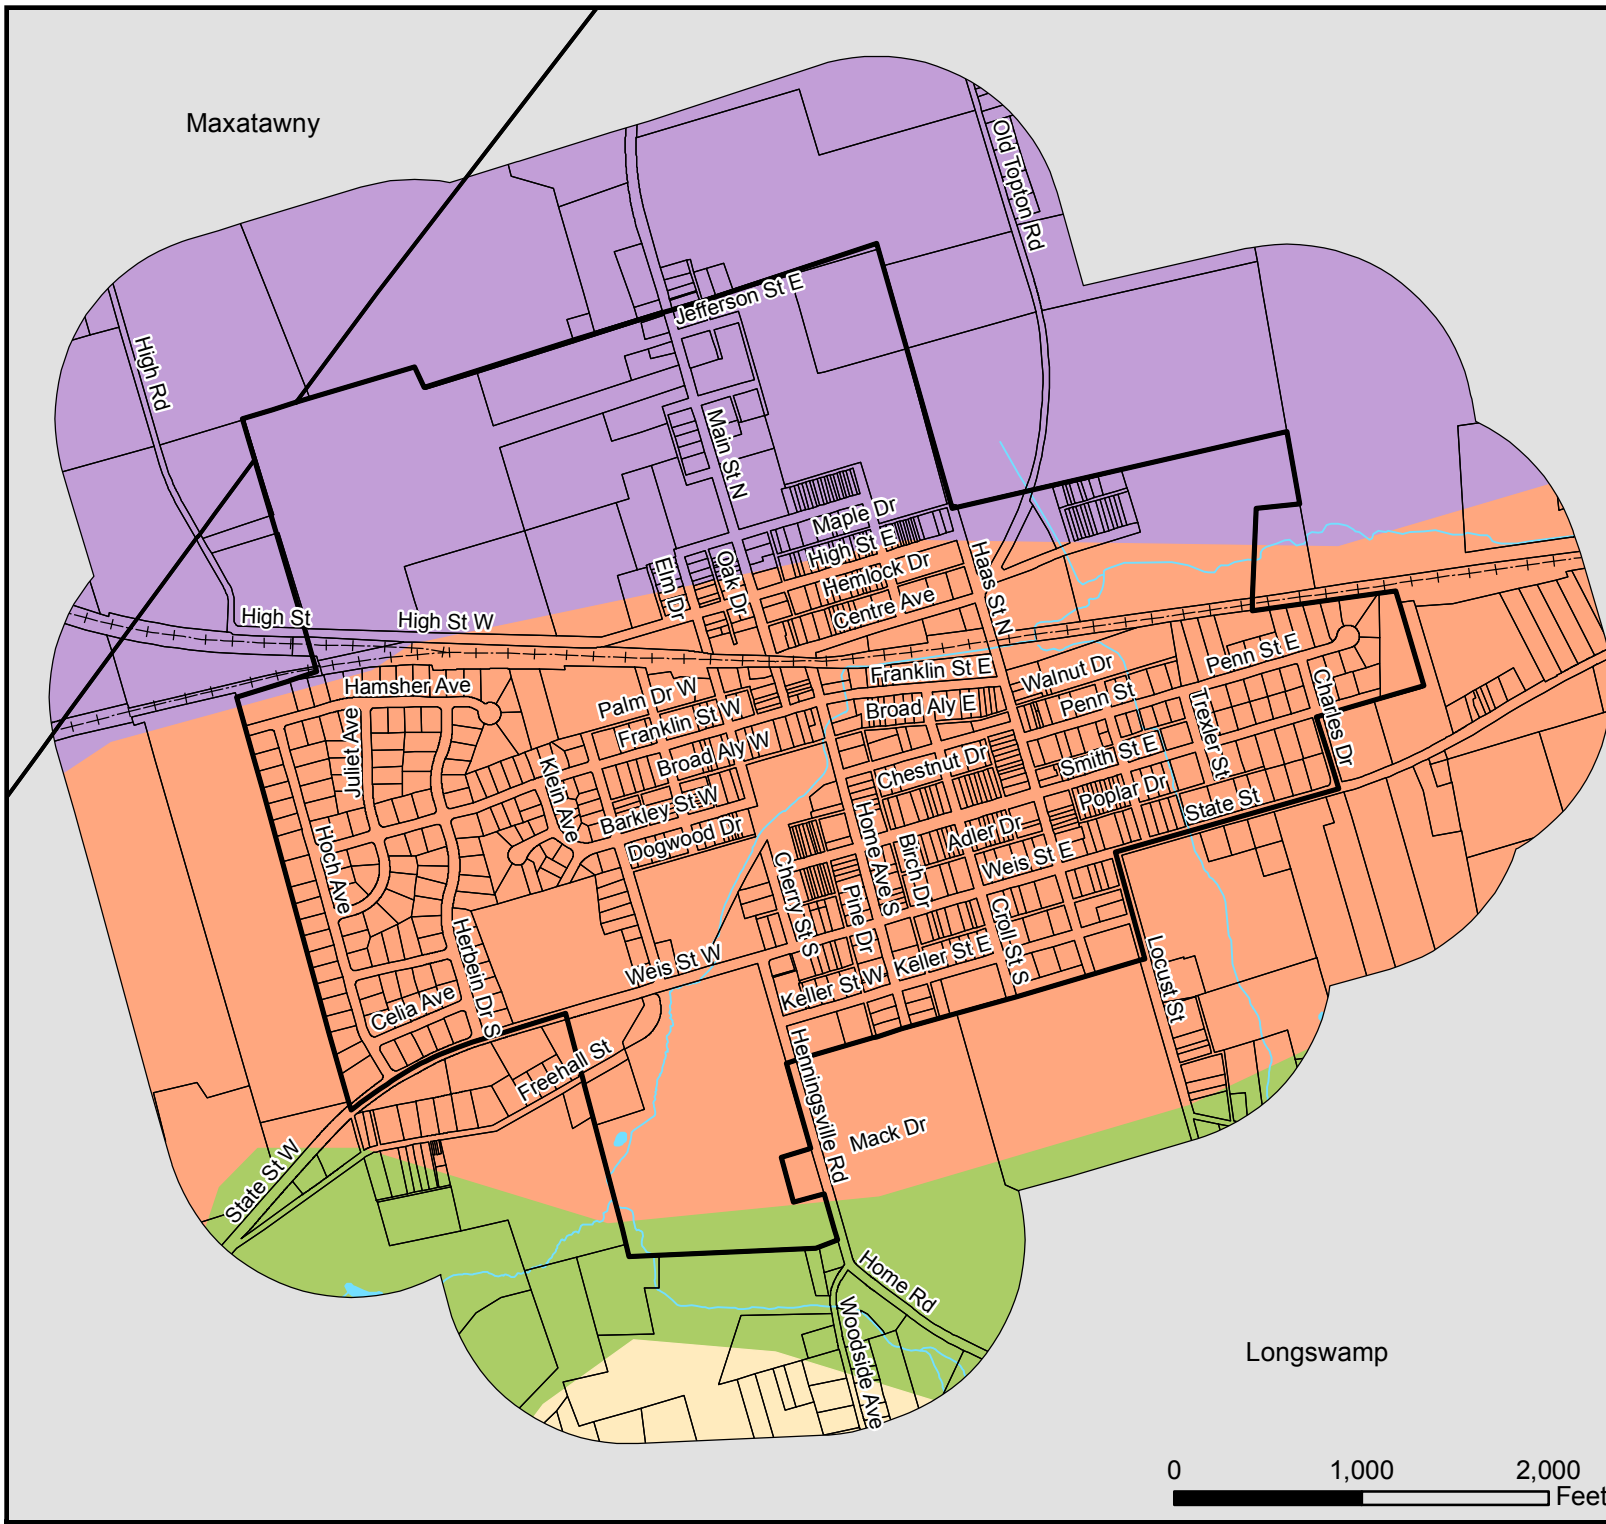 Maxatawny
Old Topton Rd
Jefferson St E
High Rd
Main St N
Maple Dr
High St E
Hemlock Dr
Centre Ave
Haas St N
Elm Dr
Oak Dr
High St
High St W
Hamsher Ave
Palm Dr W
Franklin St W
Broad Aly W
Franklin St E
Broad Aly E
Walnut Dr
Penn St
Penn St E
Charles Dr
Trexler St
Juliet Ave
Klein Ave
Barkley St W
Dogwood Dr
Chestnut Dr
Smith St E
Poplar Dr
State St
Hoch Ave
Home Ave S
Birch Dr
Adler Dr
Weis St E
Cherry St S
Pine Dr
Croll St S
Herbein Dr S
Weis St W
Keller St W
Keller St E
Locust St
Celia Ave
Freehall St
Henningsville Rd
Mack Dr
State St W
Home Rd
Woodside Ave
Longswamp
0 1,000 2,000
Feet